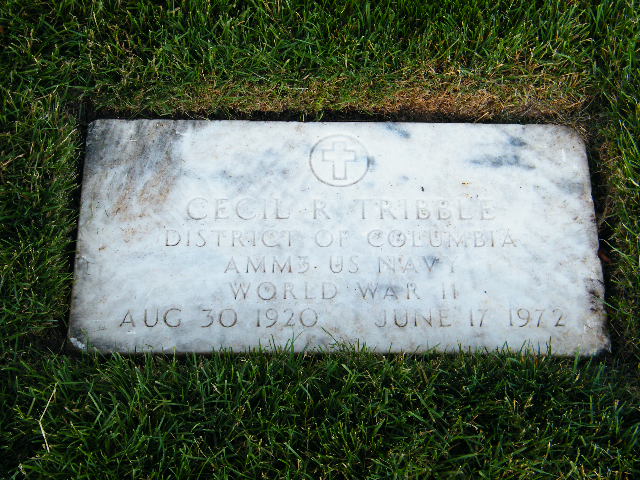 CECIL R TRIBBLE
DISTRICT OF COLUMBIA
AMM3 US NAVY
WORLD WAR II
AUG 30 1920 JUNE 17 1972